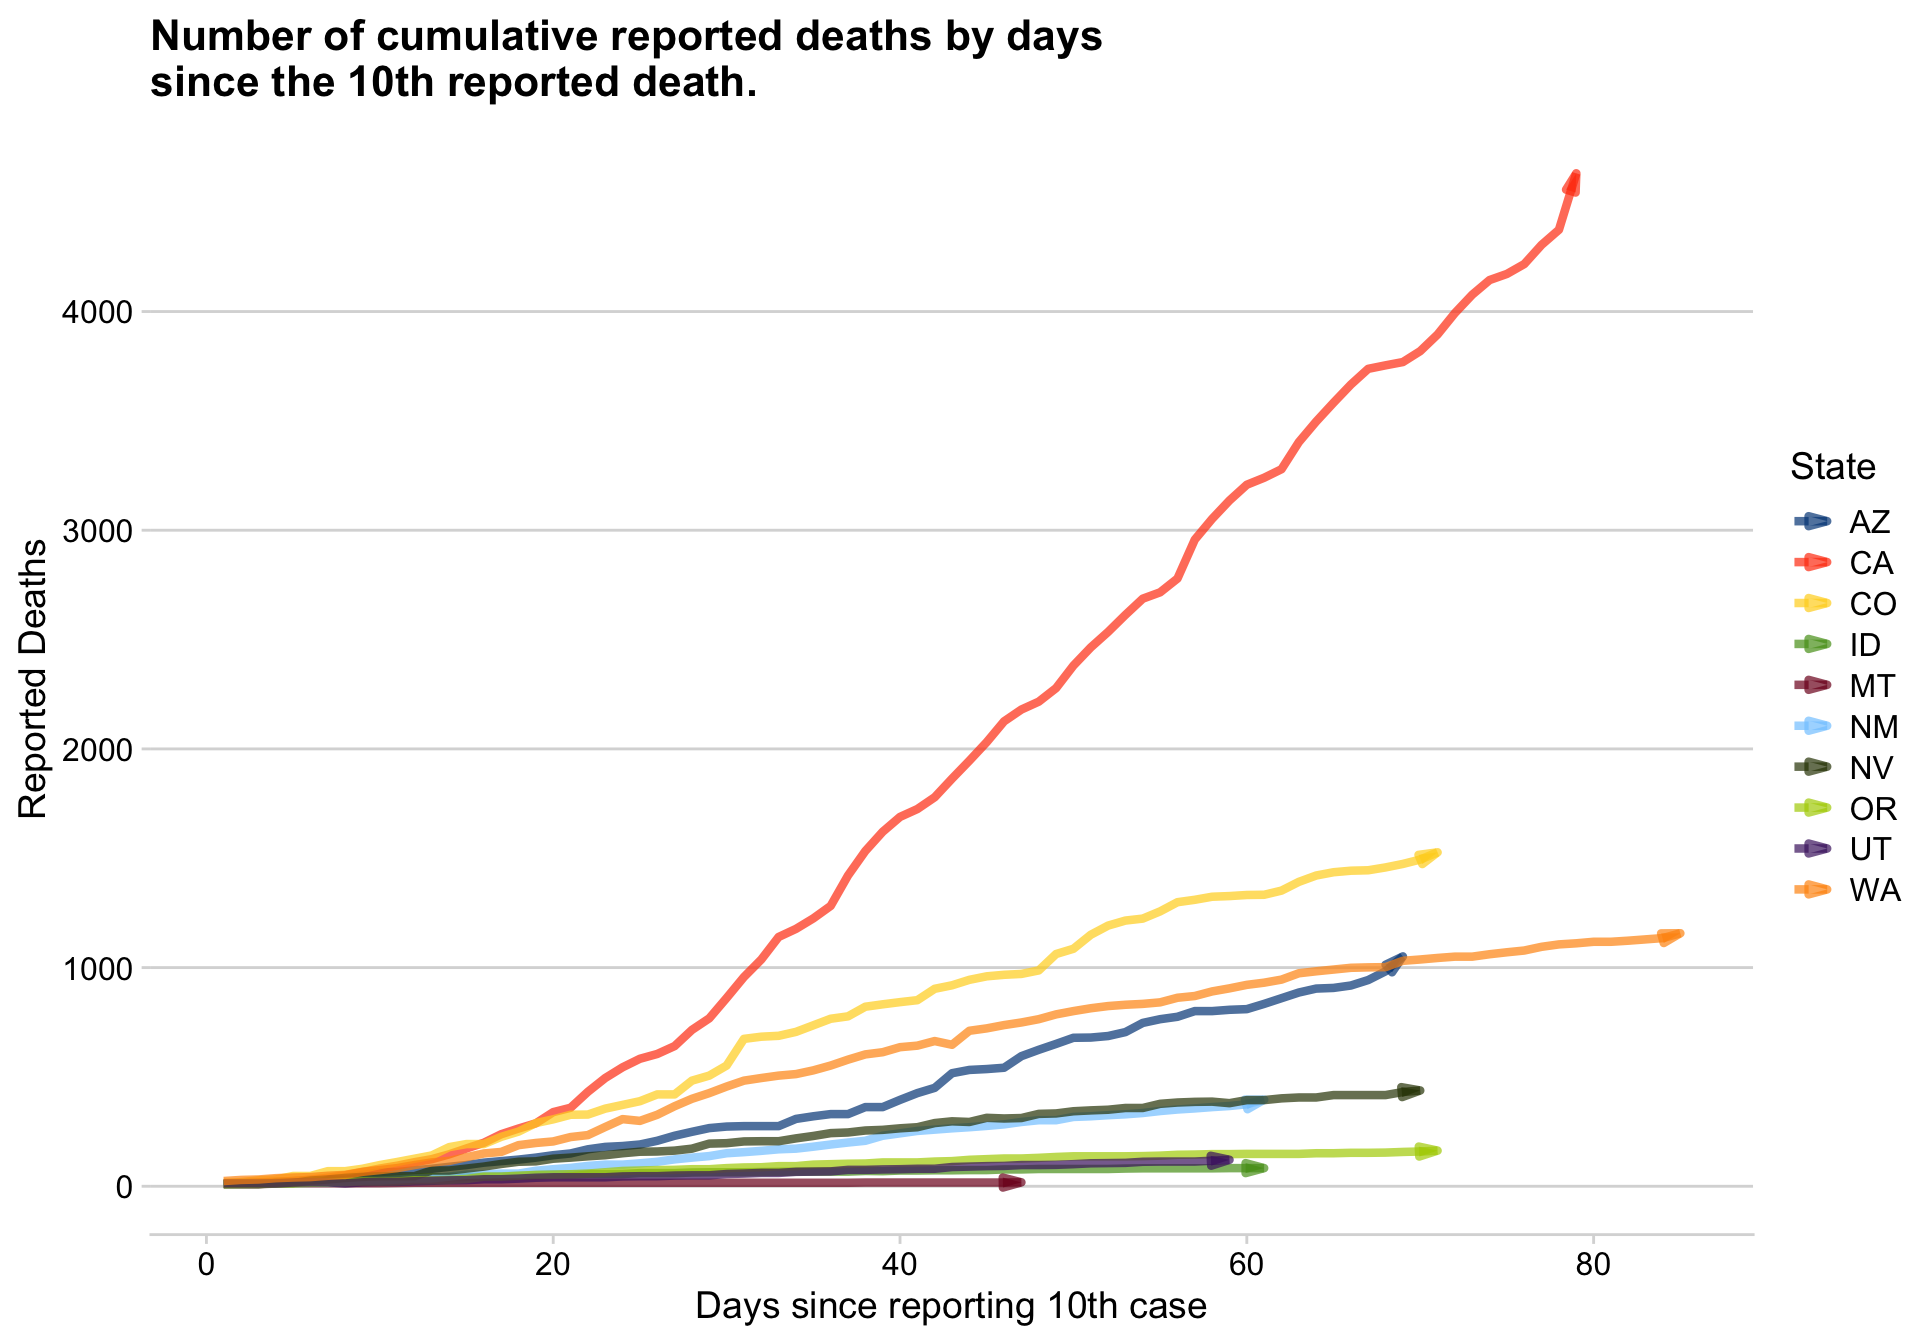 Number of cumulative reported deaths by days
since the 10th reported death.
4000
3000
2000
1000
0
Reported Deaths
0 20 40 60 80
Days since reporting 10th case
State
AZ
CA
CO
ID
MT
NM
NV
OR
UT
WA